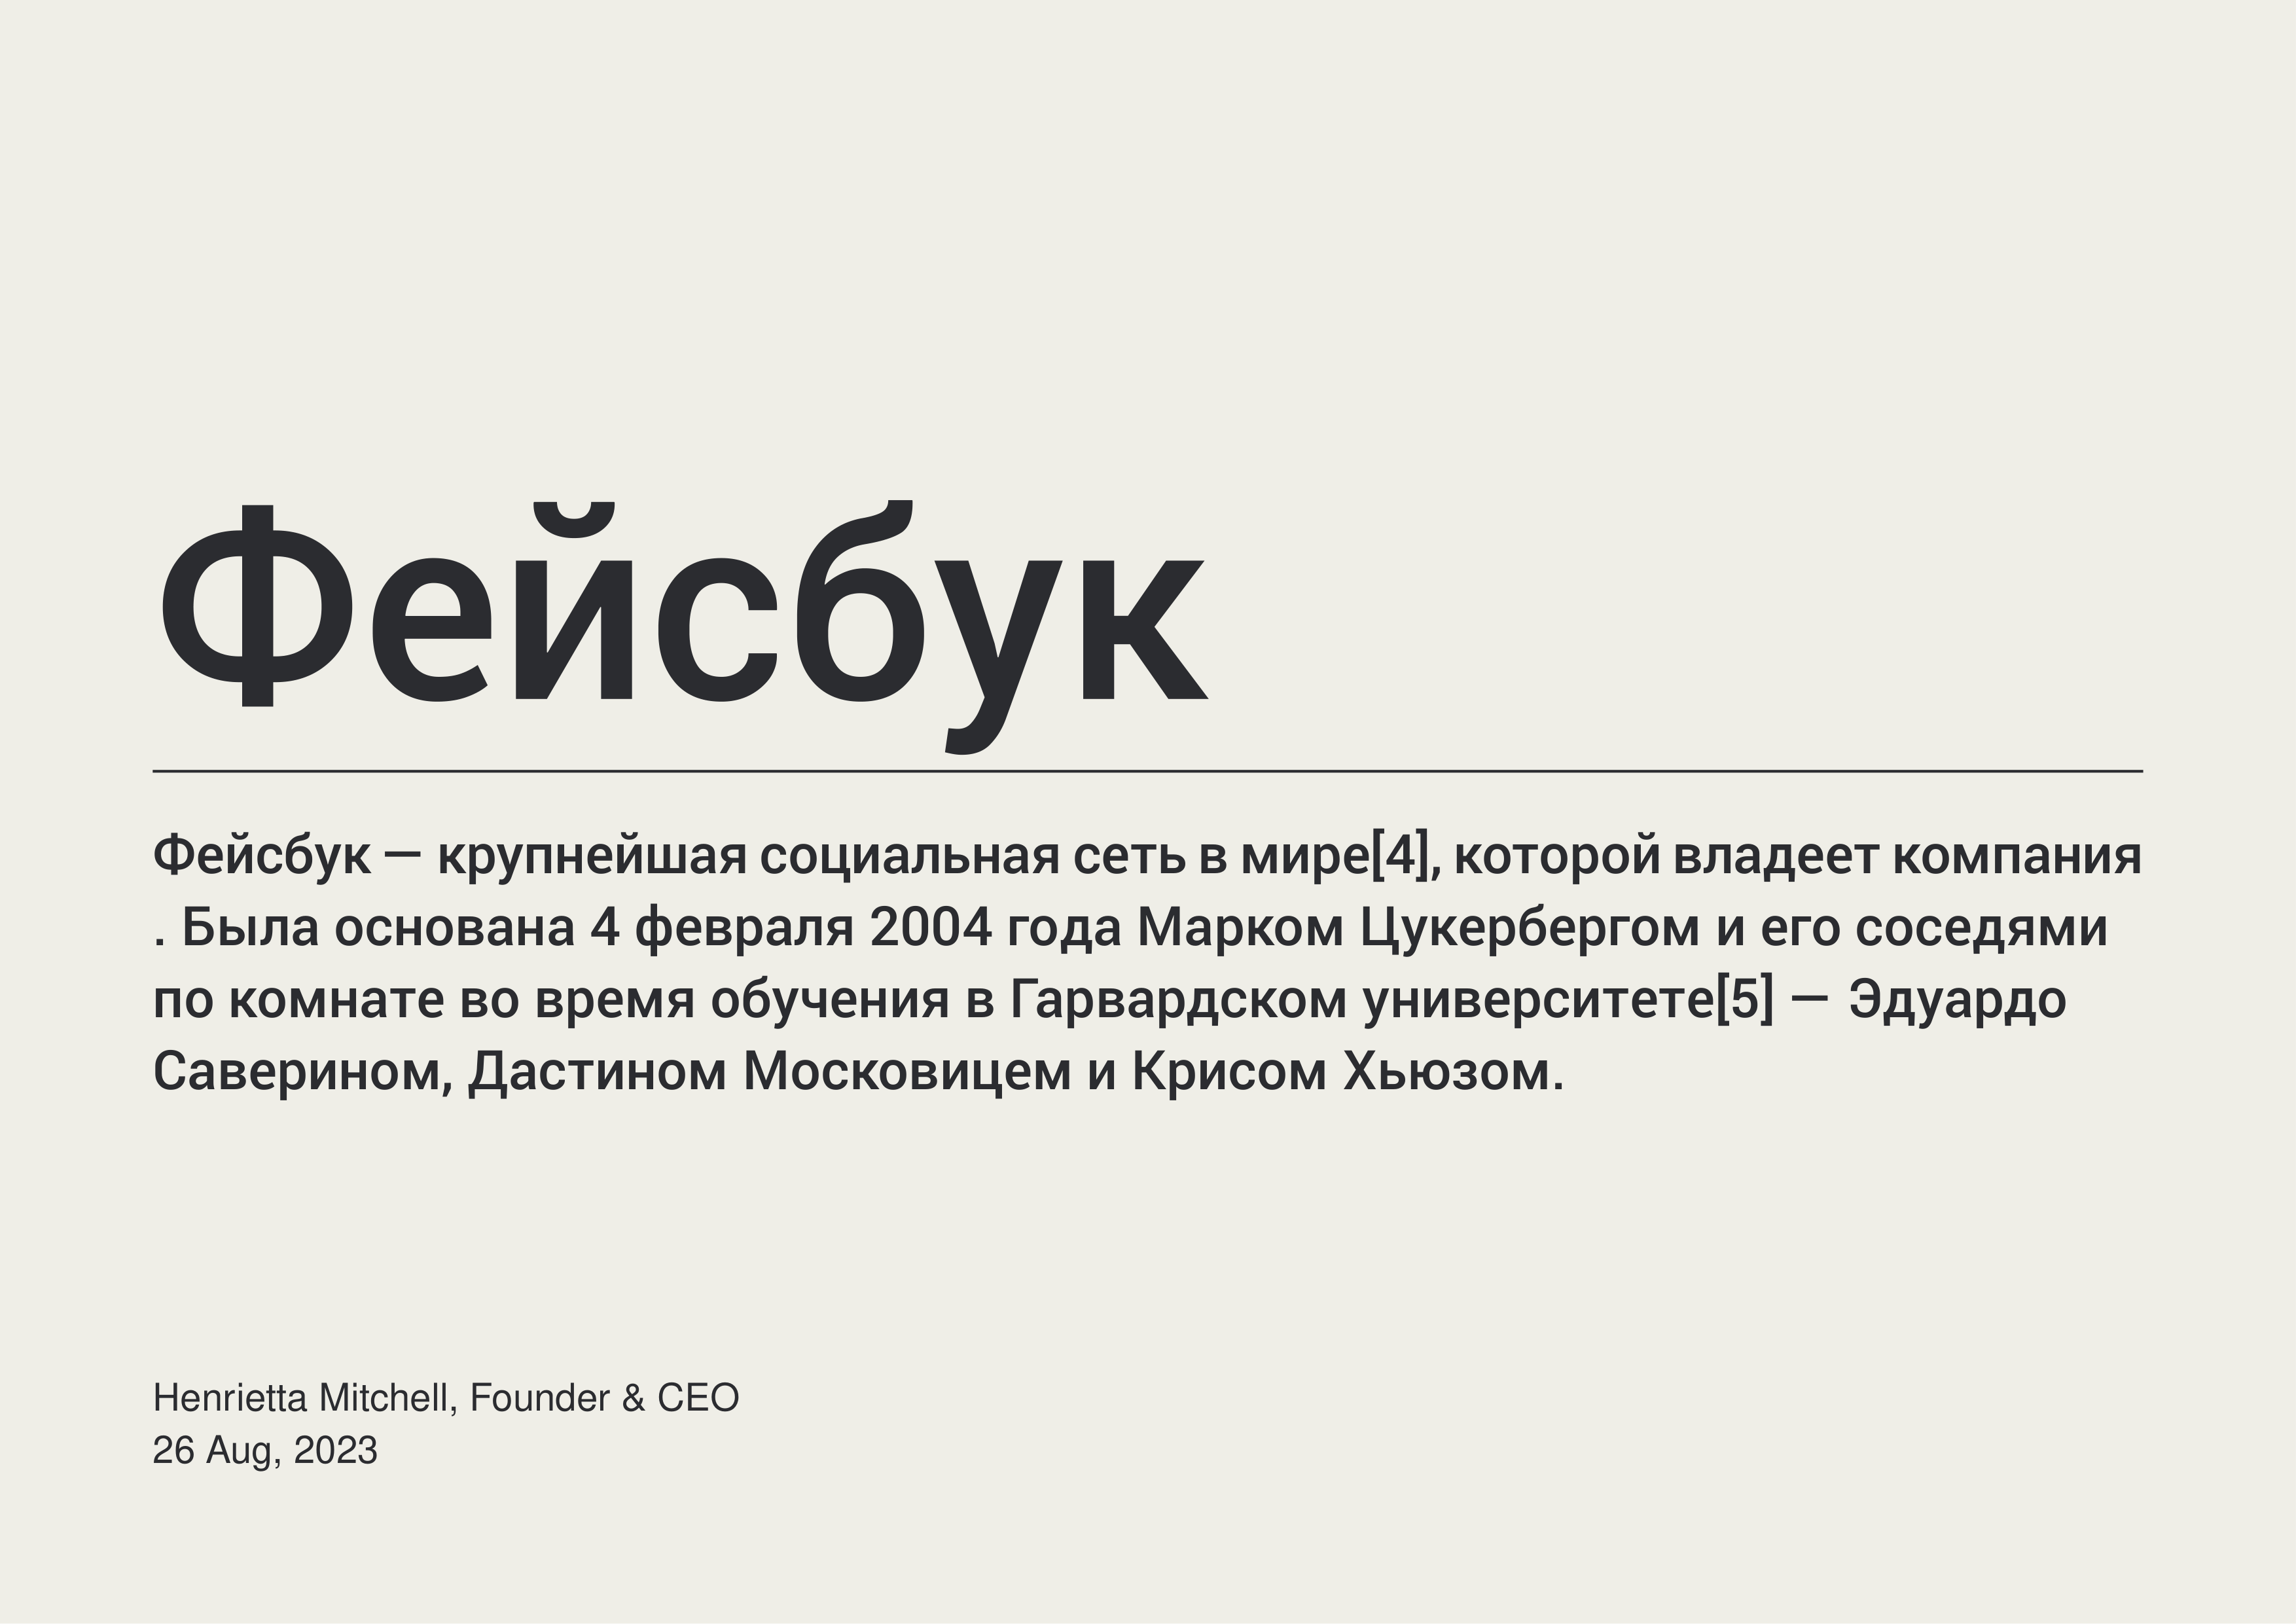 Фейсбук
Фейсбук — крупнейшая социальная сеть в мире[4], которой владеет компания
. Была основана 4 февраля 2004 года Марком Цукербергом и его соседями
по комнате во время обучения в Гарвардском университете[5] — Эдуардо
Саверином, Дастином Московицем и Крисом Хьюзом.
Henrietta Mitchell, Founder & CEO
26 Aug, 2023